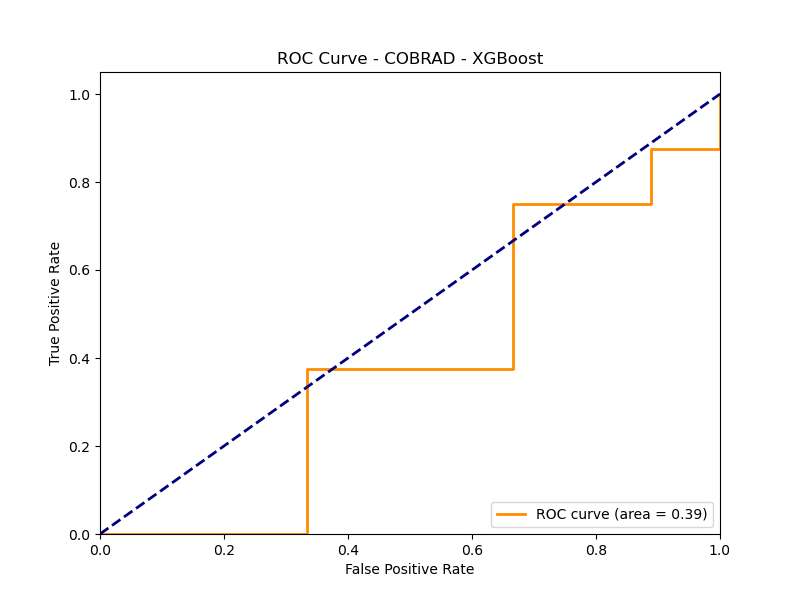 ROC Curve - COBRAD - XGBoost
True Positive Rate
1.0
0.8
0.6
0.4
0.2
0.0
ROC curve (area = 0.39)
0.0 0.2 0.4 0.6 0.8 1.0
False Positive Rate